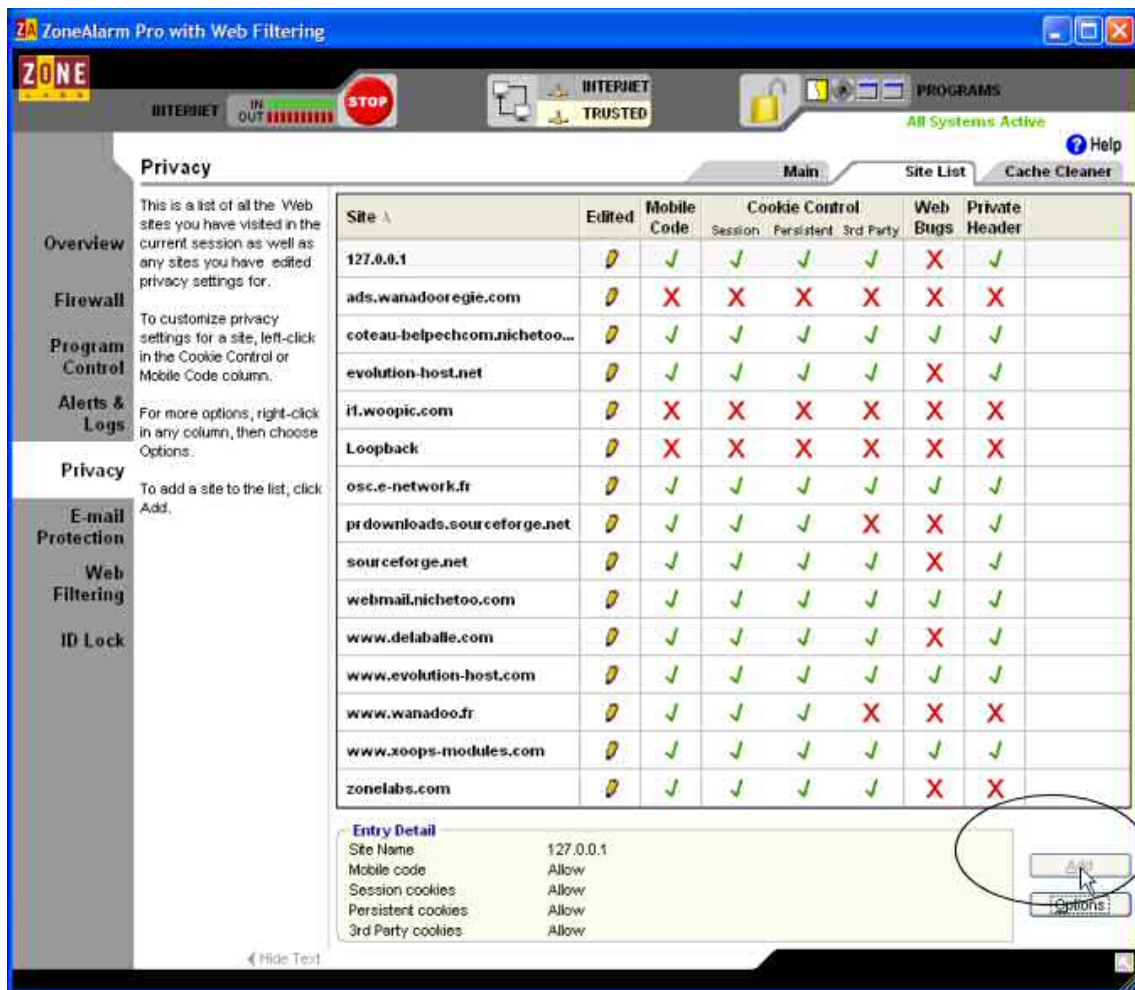 ZA ZoneAlarm Pro with Web Filtering
ZONE
LABS
INTERNET
IN
OUT
STOP
INTERNET
TRUSTED
PROGRAMS
All Systems Active
? Help
Privacy
Main
Site List
Cache Cleaner
Overview
Firewall
Program
Control
Alerts &
Logs
Privacy
E-mail
Protection
Web
Filtering
ID Lock
This is a list of all the Web
sites you have visited in the
current session as well as
any sites you have edited
privacy settings for.
To customize privacy
settings for a site, left-click
in the Cookie Control or
Mobile Code column.
For more options, right-click
in any column, then choose
Options.
To add a site to the list, click
Add.
Site Edited Mobile Code Cookie Control Web Bugs Private Header
Session Persistent 3rd Party
127.0.0.1
ads.wanadooregie.com
coteau-belpechcom.nichetoo...
evolution-host.net
i1.woopic.com
Loopback
osc.e-network.fr
prdownloads.sourceforge.net
sourceforge.net
webmail.nichetoo.com
www.delaballe.com
www.evolution-host.com
www.wanadoo.fr
www.xoops-modules.com
zonelabs.com
Entry Detail
Site Name 127.0.0.1
Mobile code Allow
Session cookies Allow
Persistent cookies Allow
3rd Party cookies Allow
Add
Options
Hide Text